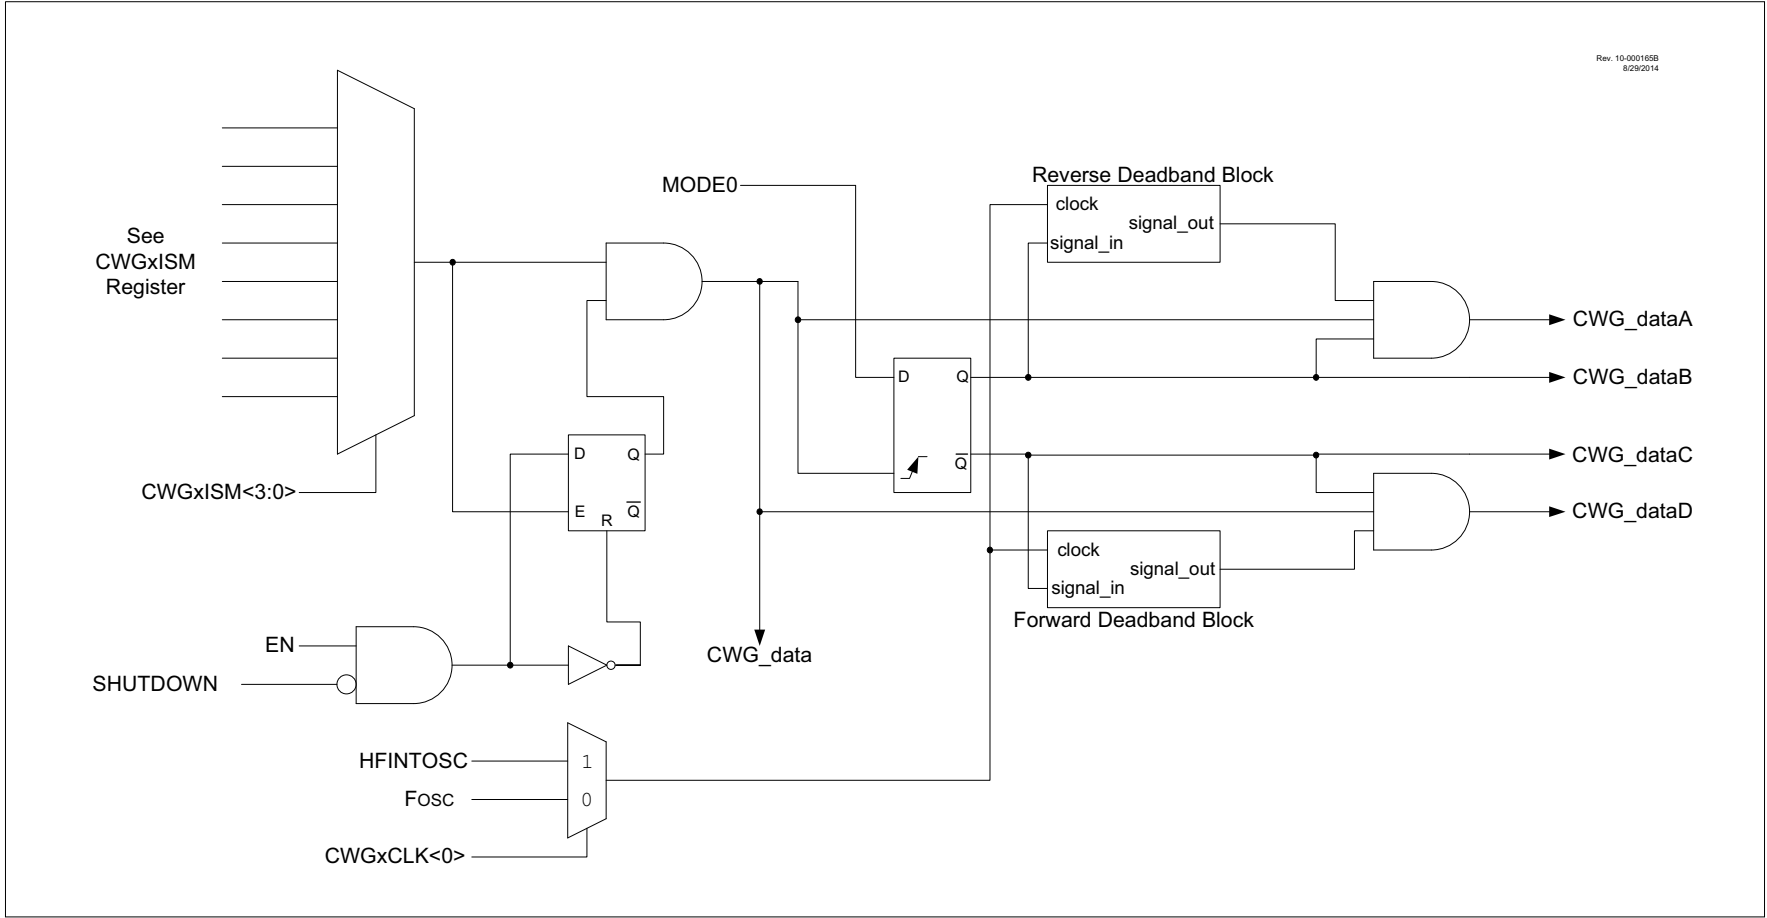 Rev. 10-000165B
8/29/2014
See
CWGxISM
Register
CWGxISM<3:0>
MODE0
Reverse Deadband Block
clock
signal_out
signal_in
CWG_dataA
D
Q
CWG_dataB
Q̅
CWG_dataC
D
Q
E
R
Q̅
CWG_dataD
clock
signal_out
signal_in
Forward Deadband Block
EN
SHUTDOWN
CWG_data
HFINTOSC
1
FOSC
0
CWGxCLK<0>